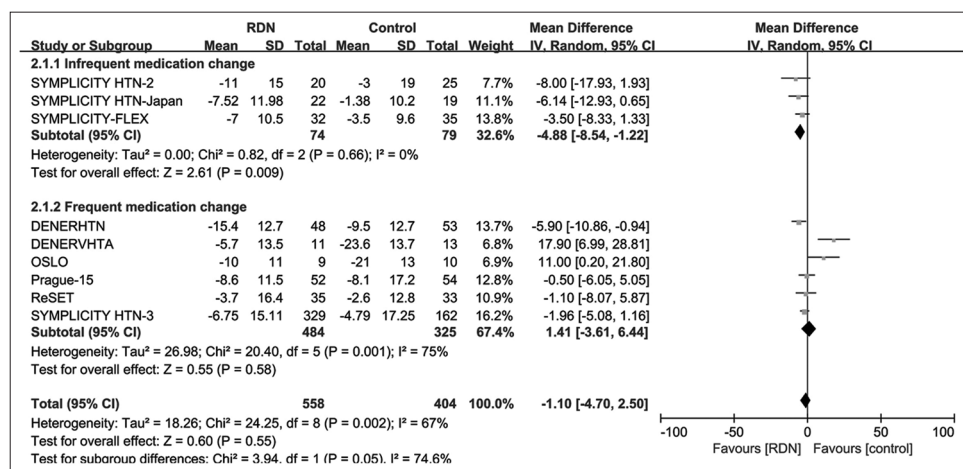 RDN Control Mean Difference Mean Difference
Study or Subgroup Mean SD Total Mean SD Total Weight IV, Random, 95% CI IV, Random, 95% CI
2.1.1 Infrequent medication change
SYMPLICITY HTN-2 -11 15 20 -3 19 25 7.7% -8.00 [-17.93, 1.93)
SYMPLICITY HTN-Japan -7.52 11.98 22 -1.38 10.2 19 11.1% -6.14 [-12.93, 0.65]
SYMPLICITY-FLEX -7 10.5 32 -3.5 9.6 35 13.8% -3.50 [-8.33, 1.33]
Subtotal (95% CI) 74 79 32.6% -4.88 [-8.54, -1.22]
Heterogeneity: Tau² = 0.00; Chi² = 0.82, df = 2 (P = 0.66); I² = 0%
Test for overall effect: Z = 2.61 (P = 0.009)
2.1.2 Frequent medication change
DENERHTN -15.4 12.7 48 -9.5 12.7 53 13.7% -5.90 [-10.86, -0.94]
DENERVHTA -5.7 13.5 11 -23.6 13.7 13 6.8% 17.90 [6.99, 28.81]
OSLO -10 11 9 -21 13 10 6.9% 11.00 [0.20, 21.80]
Prague-15 -8.6 11.5 52 -8.1 17.2 54 12.8% -0.50 [-6.05, 5.05]
ReSET -3.7 16.4 35 -2.6 12.8 33 10.9% -1.10 [-8.07, 5.87]
SYMPLICITY HTN-3 -6.75 15.11 329 -4.79 17.25 162 16.2% -1.96 [-5.08, 1.16]
Subtotal (95% CI) 484 325 67.4% 1.41 [-3.61, 6.44]
Heterogeneity: Tau² = 26.98; Chi² = 20.40, df = 5 (P = 0.001); I² = 75%
Test for overall effect: Z = 0.55 (P = 0.58)
Total (95% CI) 558 404 100.0% -1.10 [-4.70, 2.50]
Heterogeneity: Tau² = 18.26; Chi² = 24.25, df = 8 (P = 0.002); I² = 67%
Test for overall effect: Z = 0.60 (P = 0.55)
Test for subgroup differences: Chi² = 3.94, df = 1 (P = 0.05), I² = 74.6%
-100 -50 0 50 100
Favours [RDN] Favours [control]